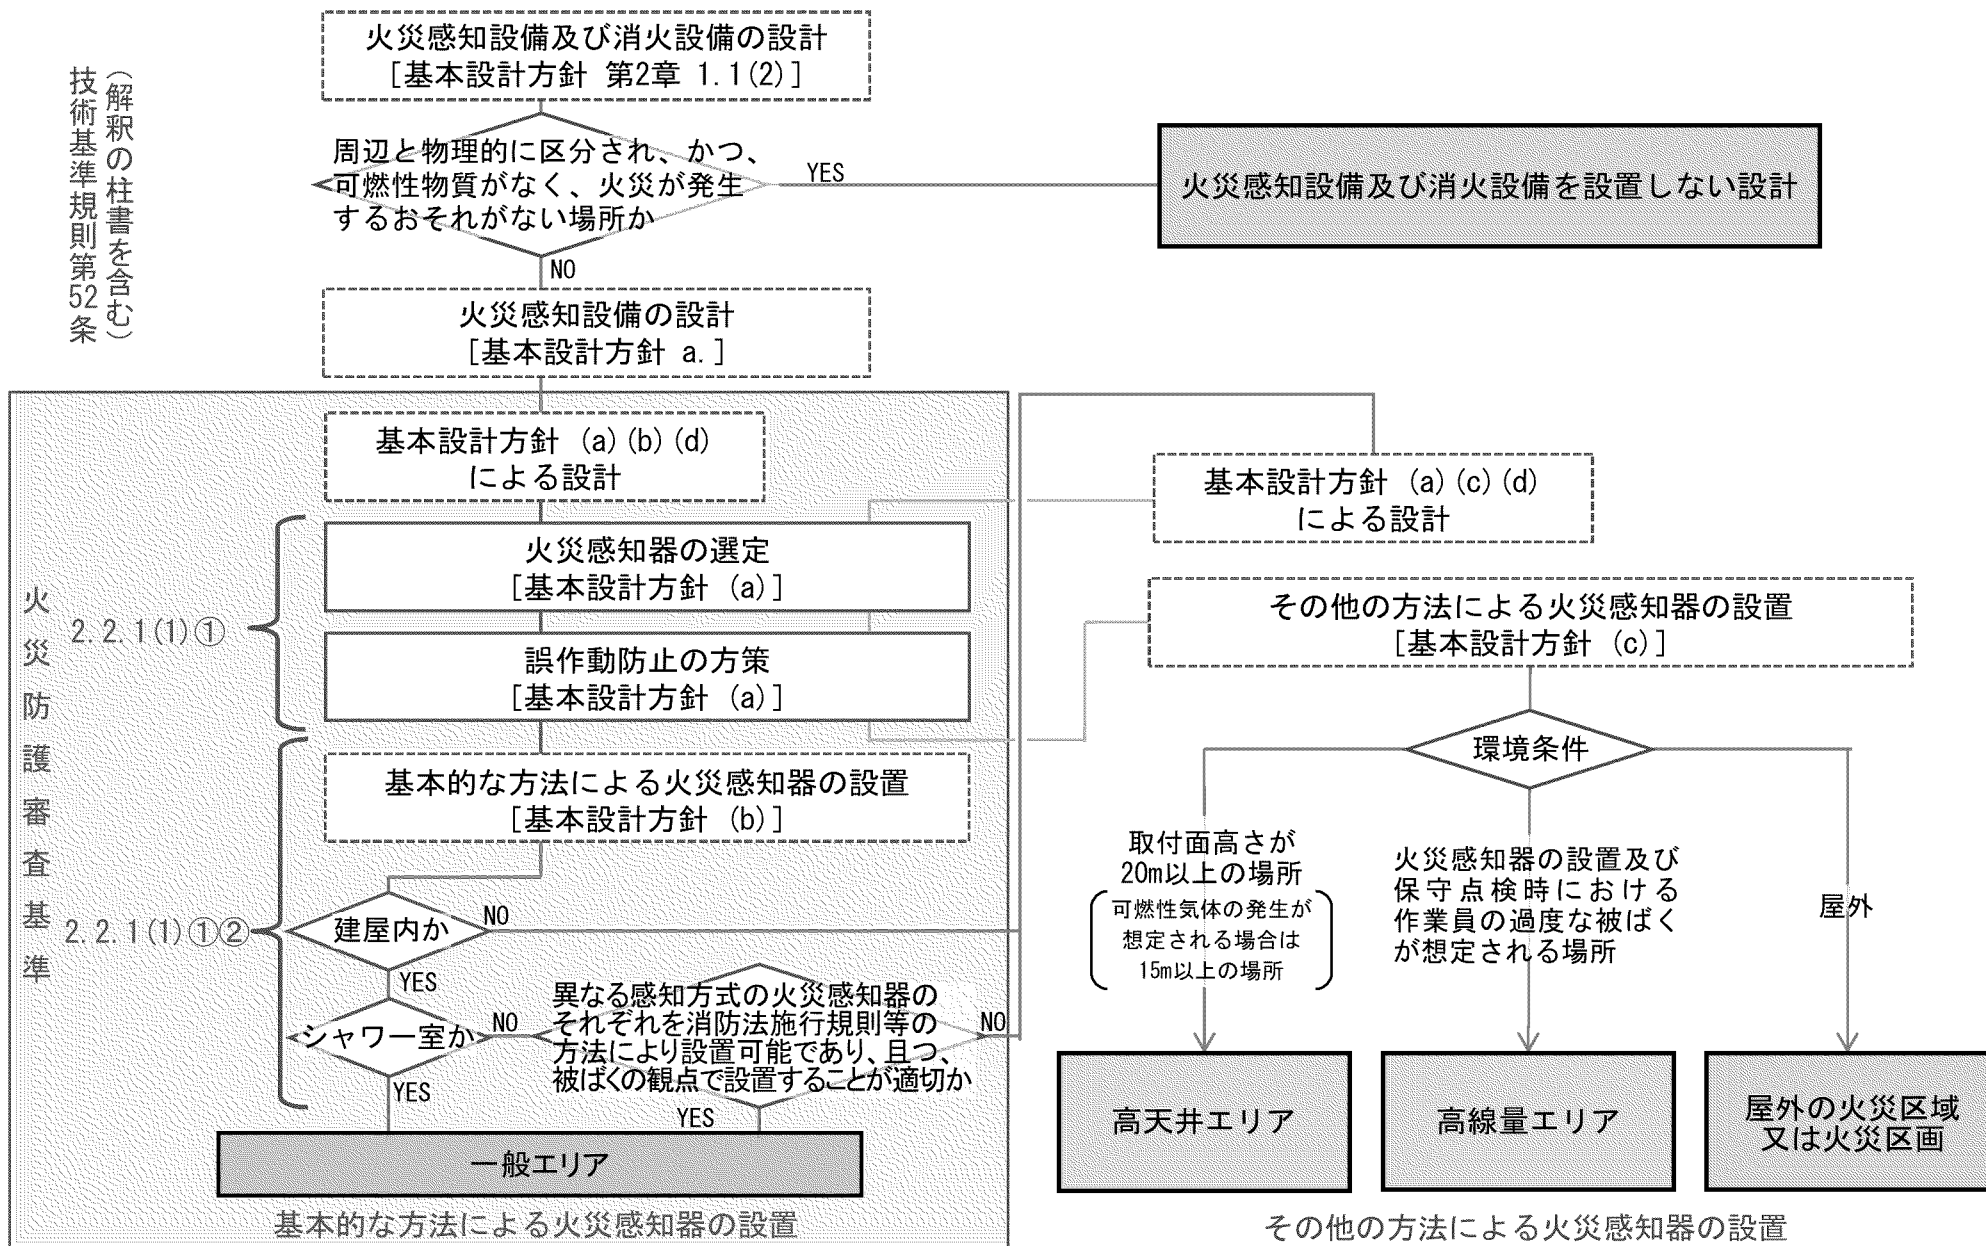 火災感知設備及び消火設備の設計
[基本設計方針 第2章 1.1(2)]
技術基準規則第52条
(解釈の柱書を含む)
周辺と物理的に区分され、かつ、
可燃性物質がなく、火災が発生
するおそれがない場所か
YES
火災感知設備及び消火設備を設置しない設計
NO
火災感知設備の設計
[基本設計方針 a.]
基本設計方針 (a)(b)(d)
による設計
基本設計方針 (a)(c)(d)
による設計
火災感知器の選定
[基本設計方針 (a)]
火災防護審査基準
2.2.1(1)①
誤作動防止の方策
[基本設計方針 (a)]
その他の方法による火災感知器の設置
[基本設計方針 (c)]
基本的な方法による火災感知器の設置
[基本設計方針 (b)]
環境条件
2.2.1(1)①②
建屋内か
NO
YES
シャワー室か
NO
異なる感知方式の火災感知器の
それぞれを消防法施行規則等の
方法により設置可能であり、且つ、
被ばくの観点で設置することが適切か
NO
YES
YES
一般エリア
基本的な方法による火災感知器の設置
取付面高さが
20m以上の場所
可燃性気体の発生が
想定される場合は
15m以上の場所
火災感知器の設置及び
保守点検時における
作業員の過度な被ばく
が想定される場所
屋外
高天井エリア
高線量エリア
屋外の火災区域
又は火災区画
その他の方法による火災感知器の設置